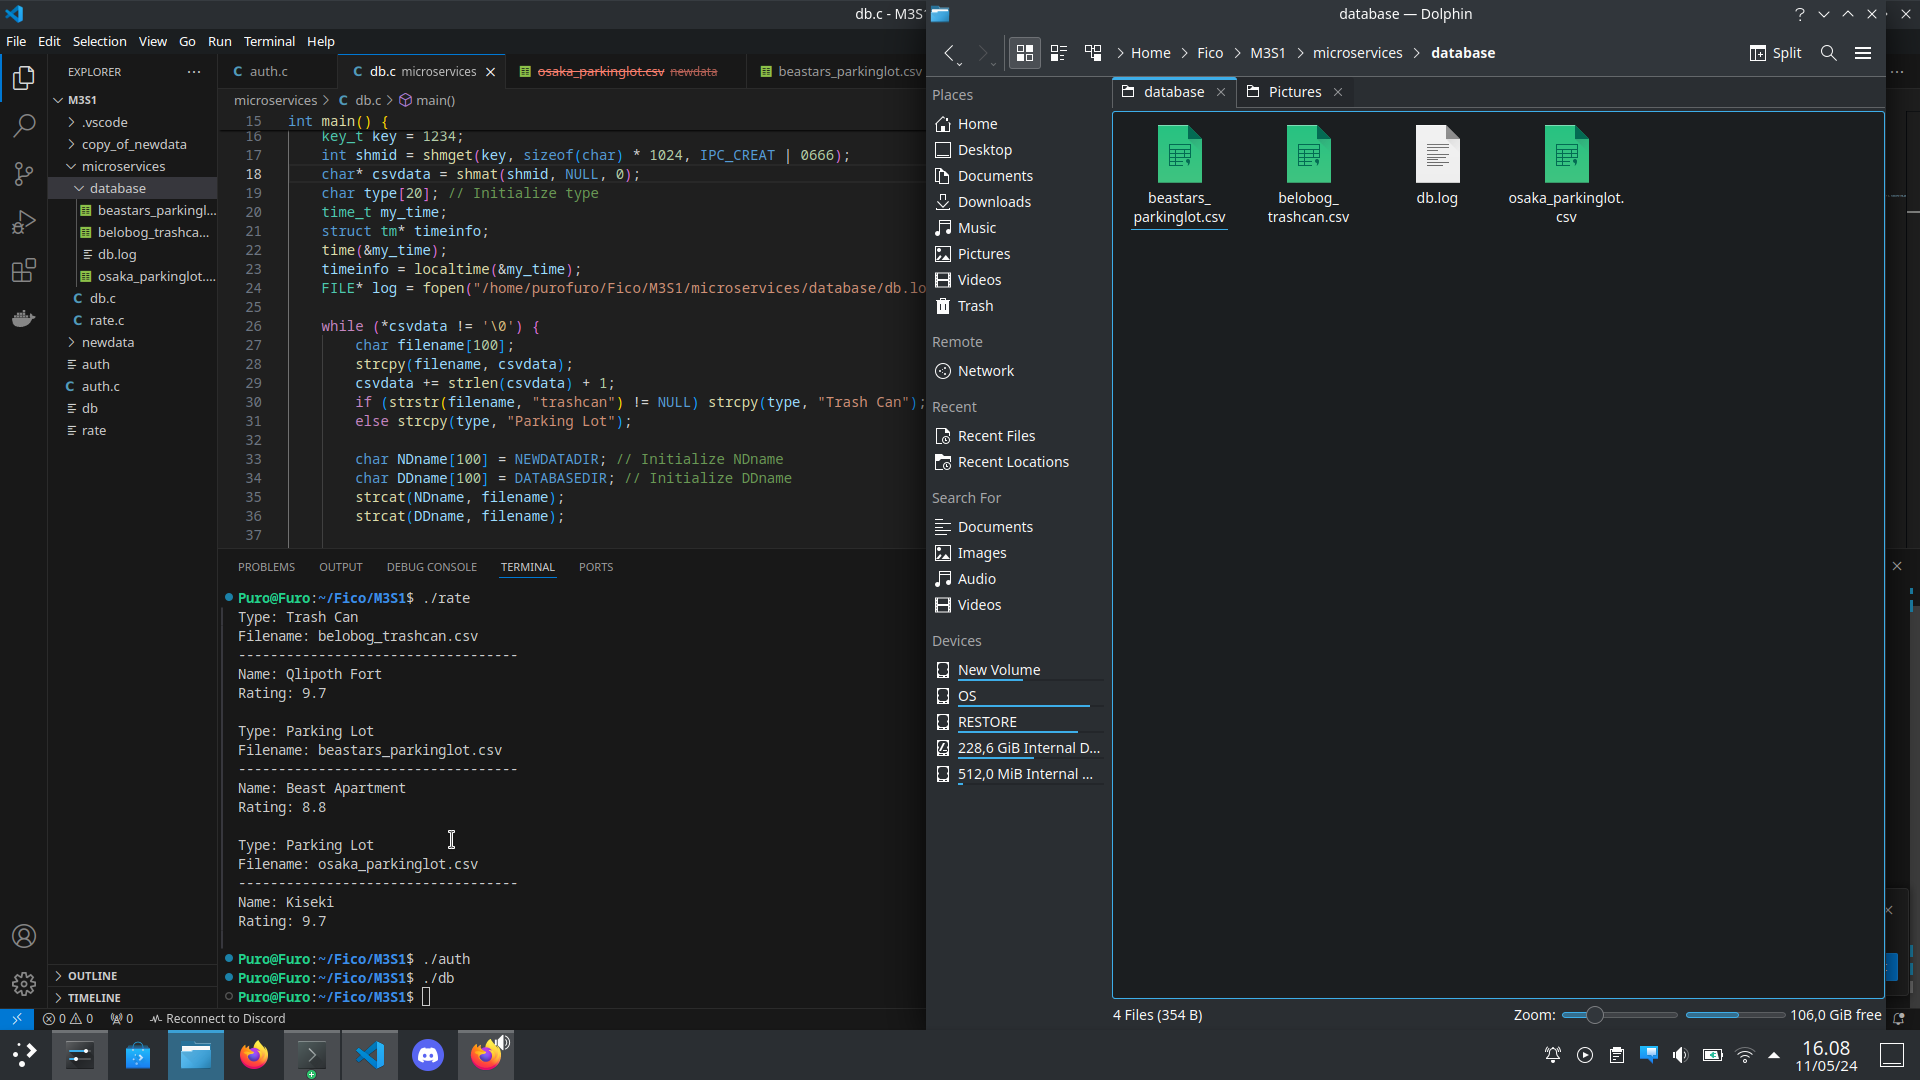 db.c - M3S1
File Edit Selection View Go Run Terminal Help
EXPLORER
M3S1
.vscode
copy_of_newdata
microservices
database
beastars_parkingl...
belobog_trashca...
db.log
osaka_parkinglot....
db.c
rate.c
newdata
auth
auth.c
db
rate
OUTLINE
TIMELINE
auth.c
db.c microservices
osaka_parkinglot.csv newdata
beastars_parkinglot.csv
microservices > db.c > main()
15 int main() {
16 key_t key = 1234;
17 int shmid = shmget(key, sizeof(char) * 1024, IPC_CREAT | 0666);
18 char* csvdata = shmat(shmid, NULL, 0);
19 char type[20]; // Initialize type
20 time_t my_time;
21 struct tm* timeinfo;
22 time(&my_time);
23 timeinfo = localtime(&my_time);
24 FILE* log = fopen("/home/purofuro/Fico/M3S1/microservices/database/db.lo
25
26 while (*csvdata != '\0') {
27 char filename[100];
28 strcpy(filename, csvdata);
29 csvdata += strlen(csvdata) + 1;
30 if (strstr(filename, "trashcan") != NULL) strcpy(type, "Trash Can");
31 else strcpy(type, "Parking Lot");
32
33 char NDname[100] = NEWDATADIR; // Initialize NDname
34 char DDname[100] = DATABASEDIR; // Initialize DDname
35 strcat(NDname, filename);
36 strcat(DDname, filename);
37
PROBLEMS OUTPUT DEBUG CONSOLE TERMINAL PORTS
Puro@Furo:~/Fico/M3S1$ ./rate
Type: Trash Can
Filename: belobog_trashcan.csv
-----------------------------------
Name: Qlipoth Fort
Rating: 9.7
Type: Parking Lot
Filename: beastars_parkinglot.csv
-----------------------------------
Name: Beast Apartment
Rating: 8.8
Type: Parking Lot
Filename: osaka_parkinglot.csv
-----------------------------------
Name: Kiseki
Rating: 9.7
Puro@Furo:~/Fico/M3S1$ ./auth
Puro@Furo:~/Fico/M3S1$ ./db
Puro@Furo:~/Fico/M3S1$
0 0 0 Reconnect to Discord
database — Dolphin
Home > Fico > M3S1 > microservices > database
Split
Places
Home
Desktop
Documents
Downloads
Music
Pictures
Videos
Trash
Remote
Network
Recent
Recent Files
Recent Locations
Search For
Documents
Images
Audio
Videos
Devices
New Volume
OS
RESTORE
228,6 GiB Internal D...
512,0 MiB Internal ...
database
Pictures
beastars_
parkinglot.csv
belobog_
trashcan.csv
db.log
osaka_parkinglot.
csv
4 Files (354 B)
Zoom:
106,0 GiB free
16.08
11/05/24